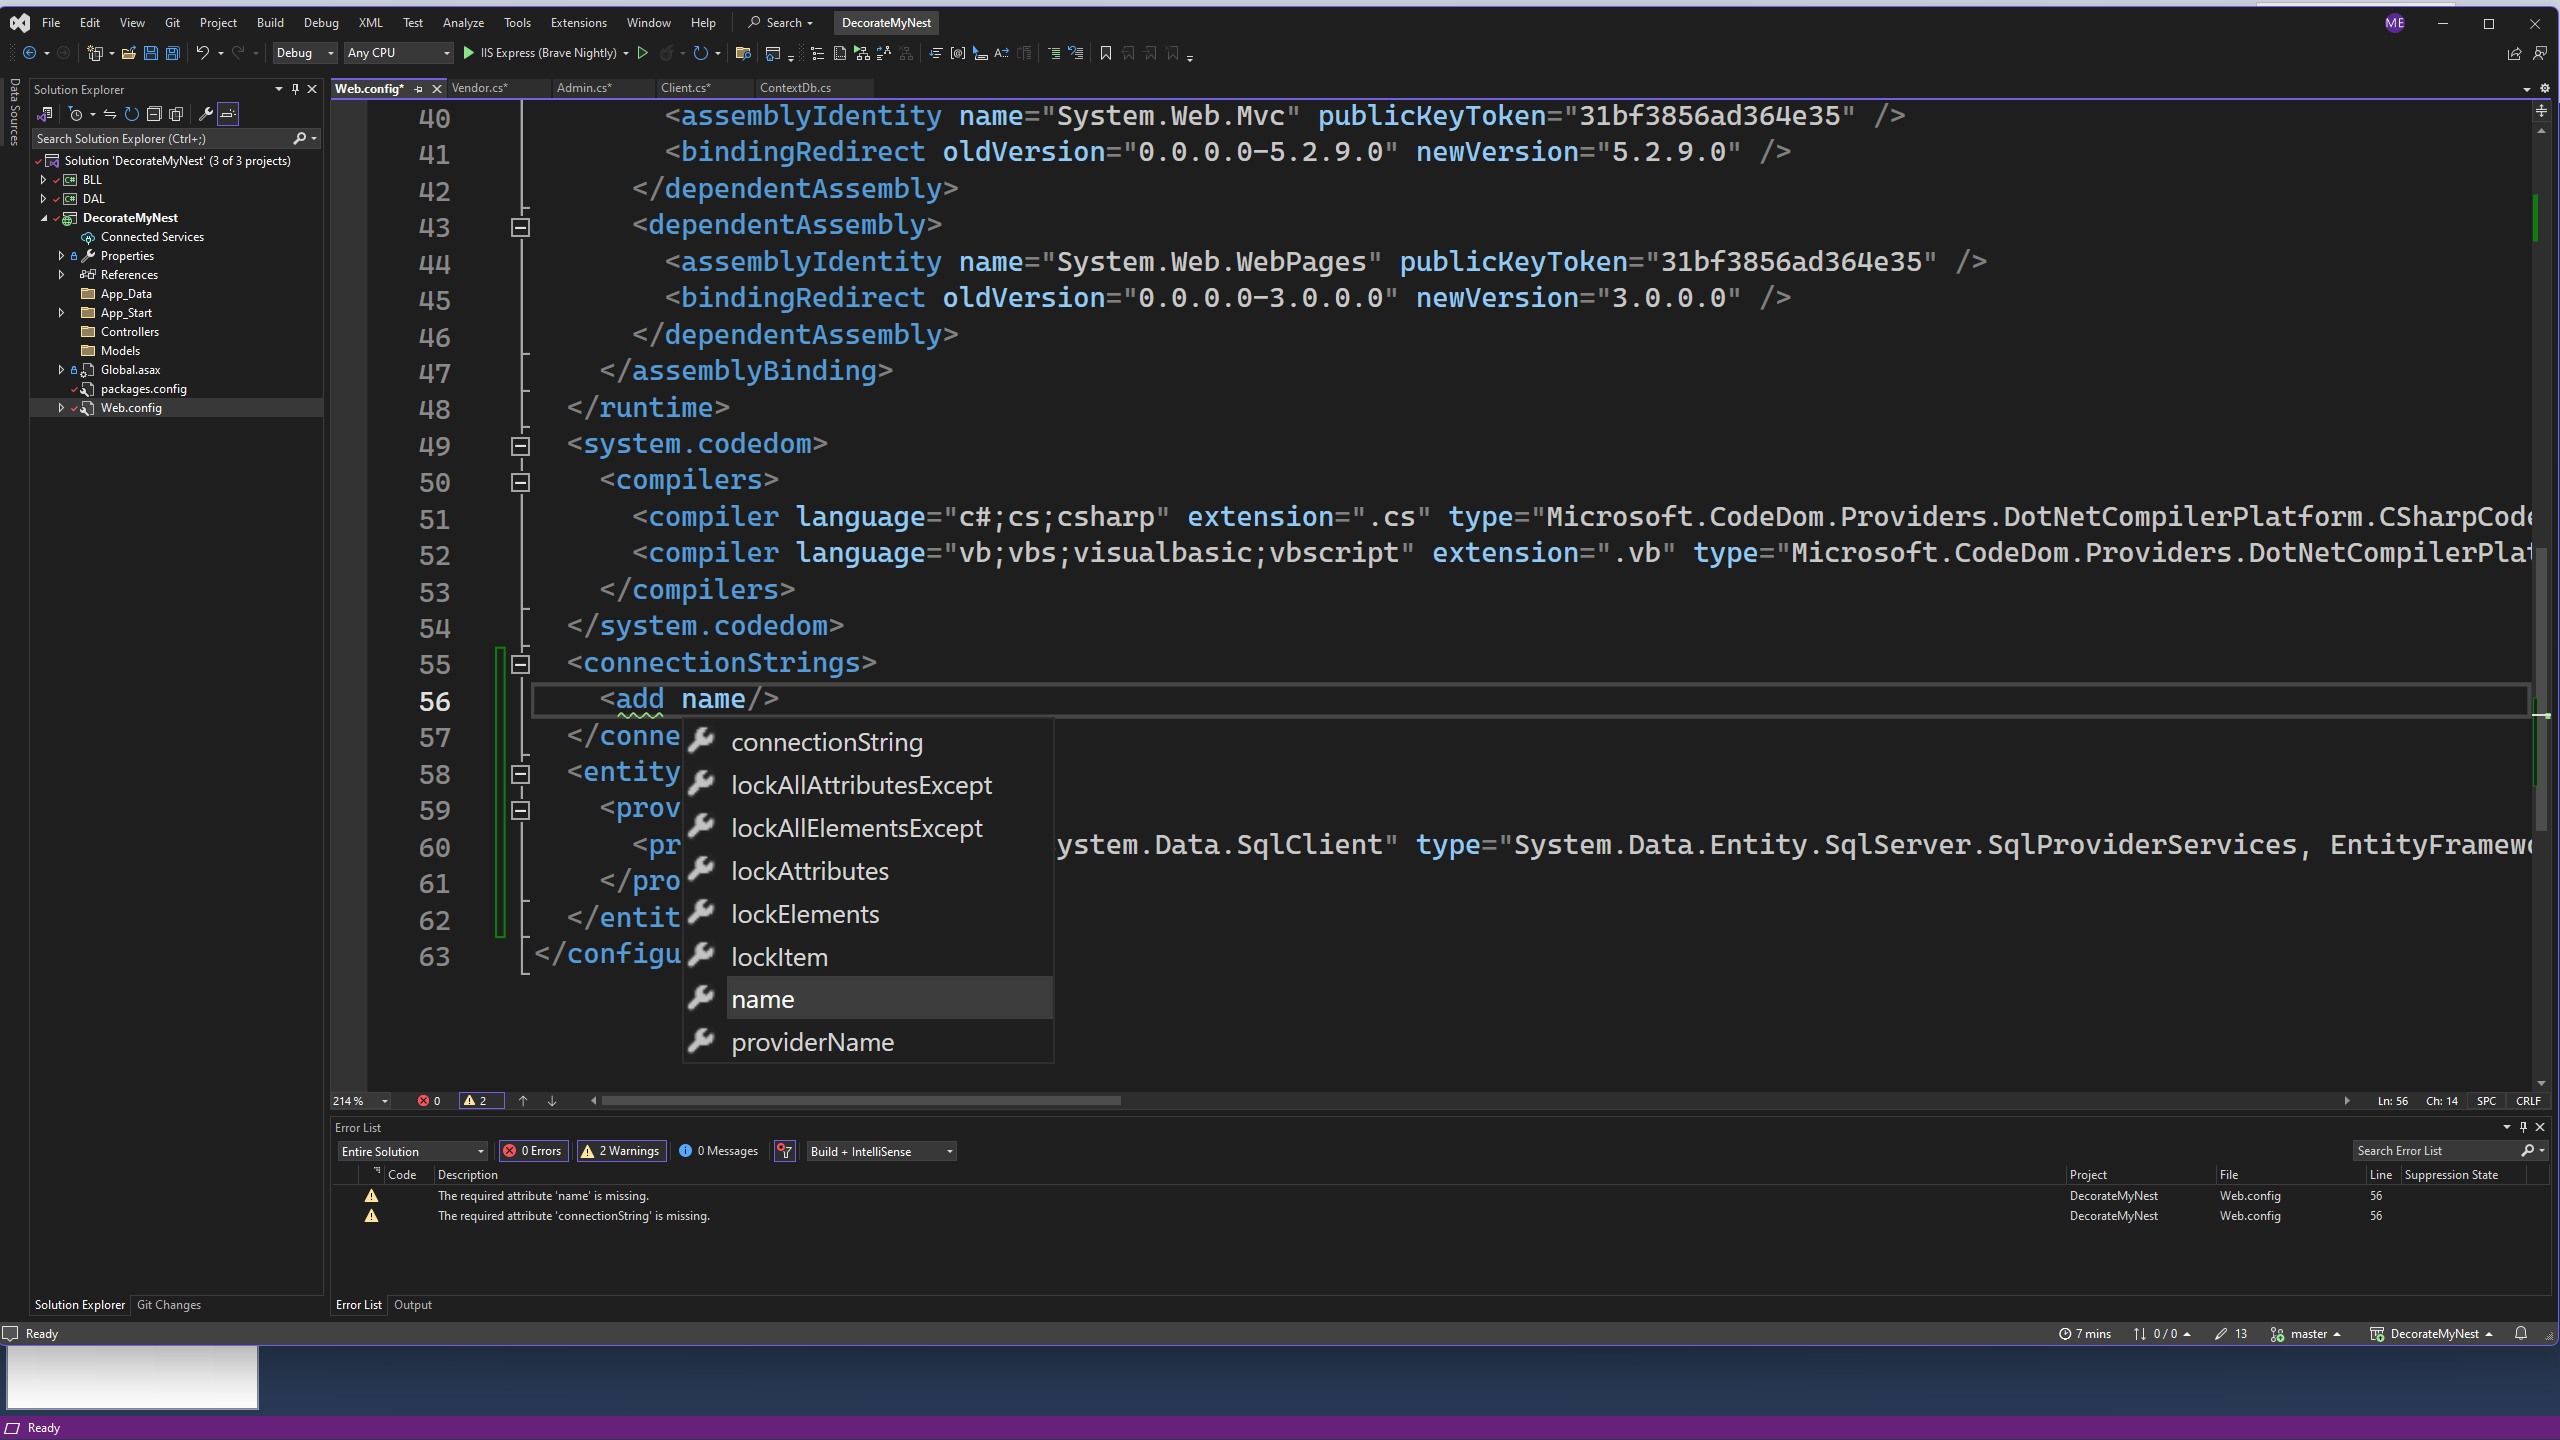 File Edit View Git Project Build Debug XML Test Analyze Tools Extensions Window Help Search DecorateMyNest ME
Debug Any CPU IIS Express (Brave Nightly)
Data Sources
Solution Explorer
Search Solution Explorer (Ctrl+;)
Solution 'DecorateMyNest' (3 of 3 projects)
BLL
DAL
DecorateMyNest
Connected Services
Properties
References
App_Data
App_Start
Controllers
Models
Global.asax
packages.config
Web.config
Solution Explorer Git Changes
Web.config* Vendor.cs* Admin.cs* Client.cs* ContextDb.cs
40 <assemblyIdentity name="System.Web.Mvc" publicKeyToken="31bf3856ad364e35" />
41 <bindingRedirect oldVersion="0.0.0.0-5.2.9.0" newVersion="5.2.9.0" />
42 </dependentAssembly>
43 <dependentAssembly>
44 <assemblyIdentity name="System.Web.WebPages" publicKeyToken="31bf3856ad364e35" />
45 <bindingRedirect oldVersion="0.0.0.0-3.0.0.0" newVersion="3.0.0.0" />
46 </dependentAssembly>
47 </assemblyBinding>
48 </runtime>
49 <system.codedom>
50 <compilers>
51 <compiler language="c#;cs;csharp" extension=".cs" type="Microsoft.CodeDom.Providers.DotNetCompilerPlatform.CSharpCode
52 <compiler language="vb;vbs;visualbasic;vbscript" extension=".vb" type="Microsoft.CodeDom.Providers.DotNetCompilerPlat
53 </compilers>
54 </system.codedom>
55 <connectionStrings>
56 <add name/>
57 </conne
58 <entity
59 <prov
60 <pr ystem.Data.SqlClient" type="System.Data.Entity.SqlServer.SqlProviderServices, EntityFramewo
61 </pro
62 </entit
63 </configu
connectionString
lockAllAttributesExcept
lockAllElementsExcept
lockAttributes
lockElements
lockItem
name
providerName
214 % 0 2 Ln: 56 Ch: 14 SPC CRLF
Error List
Entire Solution 0 Errors 2 Warnings 0 Messages Build + IntelliSense Search Error List
Code Description Project File Line Suppression State
The required attribute 'name' is missing. DecorateMyNest Web.config 56
The required attribute 'connectionString' is missing. DecorateMyNest Web.config 56
Error List Output
Ready 7 mins 0 / 0 13 master DecorateMyNest
Ready